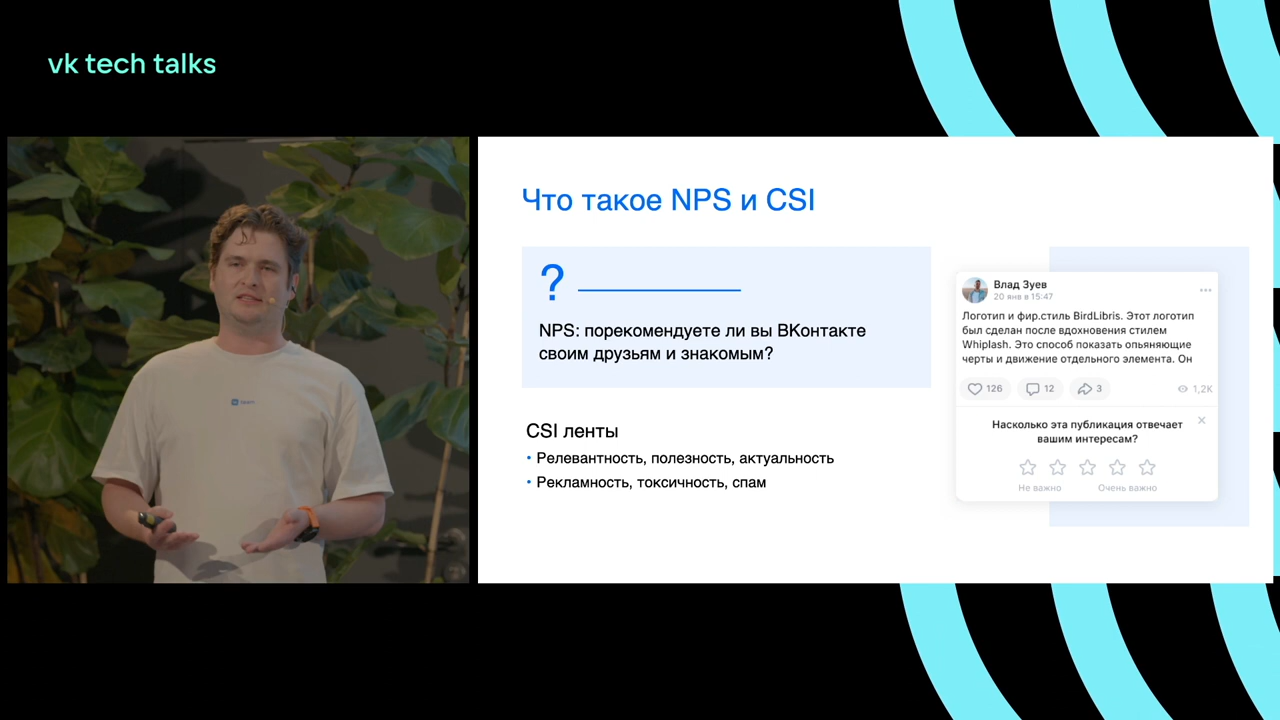 vk tech talks
Что такое NPS и CSI
?
NPS: порекомендуете ли вы ВКонтакте
своим друзьям и знакомым?
CSI ленты
• Релевантность, полезность, актуальность
• Рекламность, токсичность, спам
Влад Зуев
20 янв в 15:47
Логотип и фир.стиль BirdLibris. Этот логотип
был сделан после вдохновения стилем
Whiplash. Это способ показать опьяняющие
черты и движение отдельного элемента. Он
126 12 3 1,2K
Насколько эта публикация отвечает
вашим интересам?
Не важно Очень важно